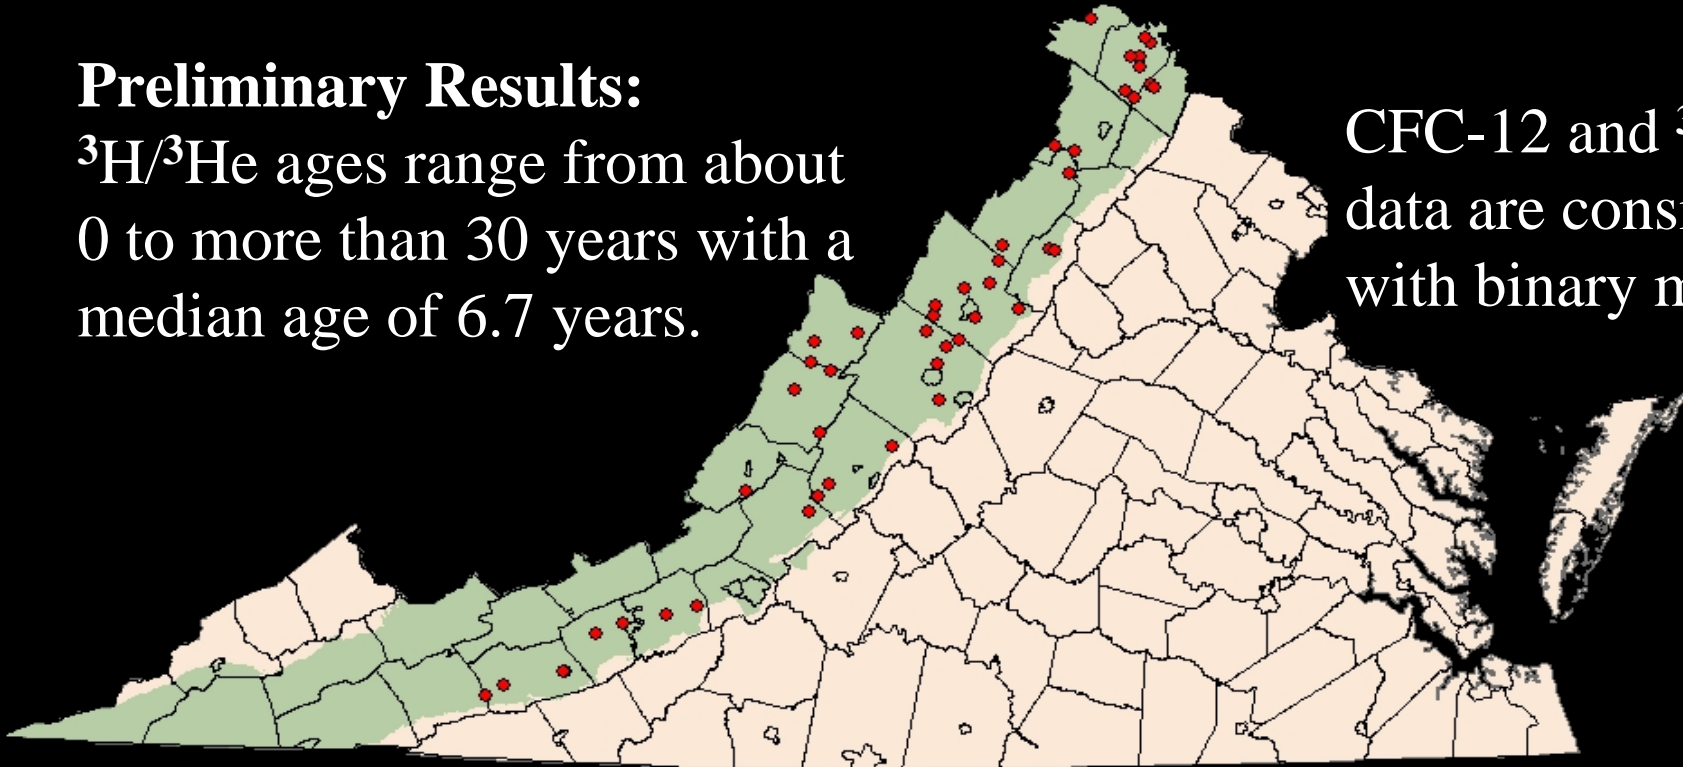 Preliminary Results:
³H/³He ages range from about
0 to more than 30 years with a
median age of 6.7 years.
CFC-12 and
data are
with binary